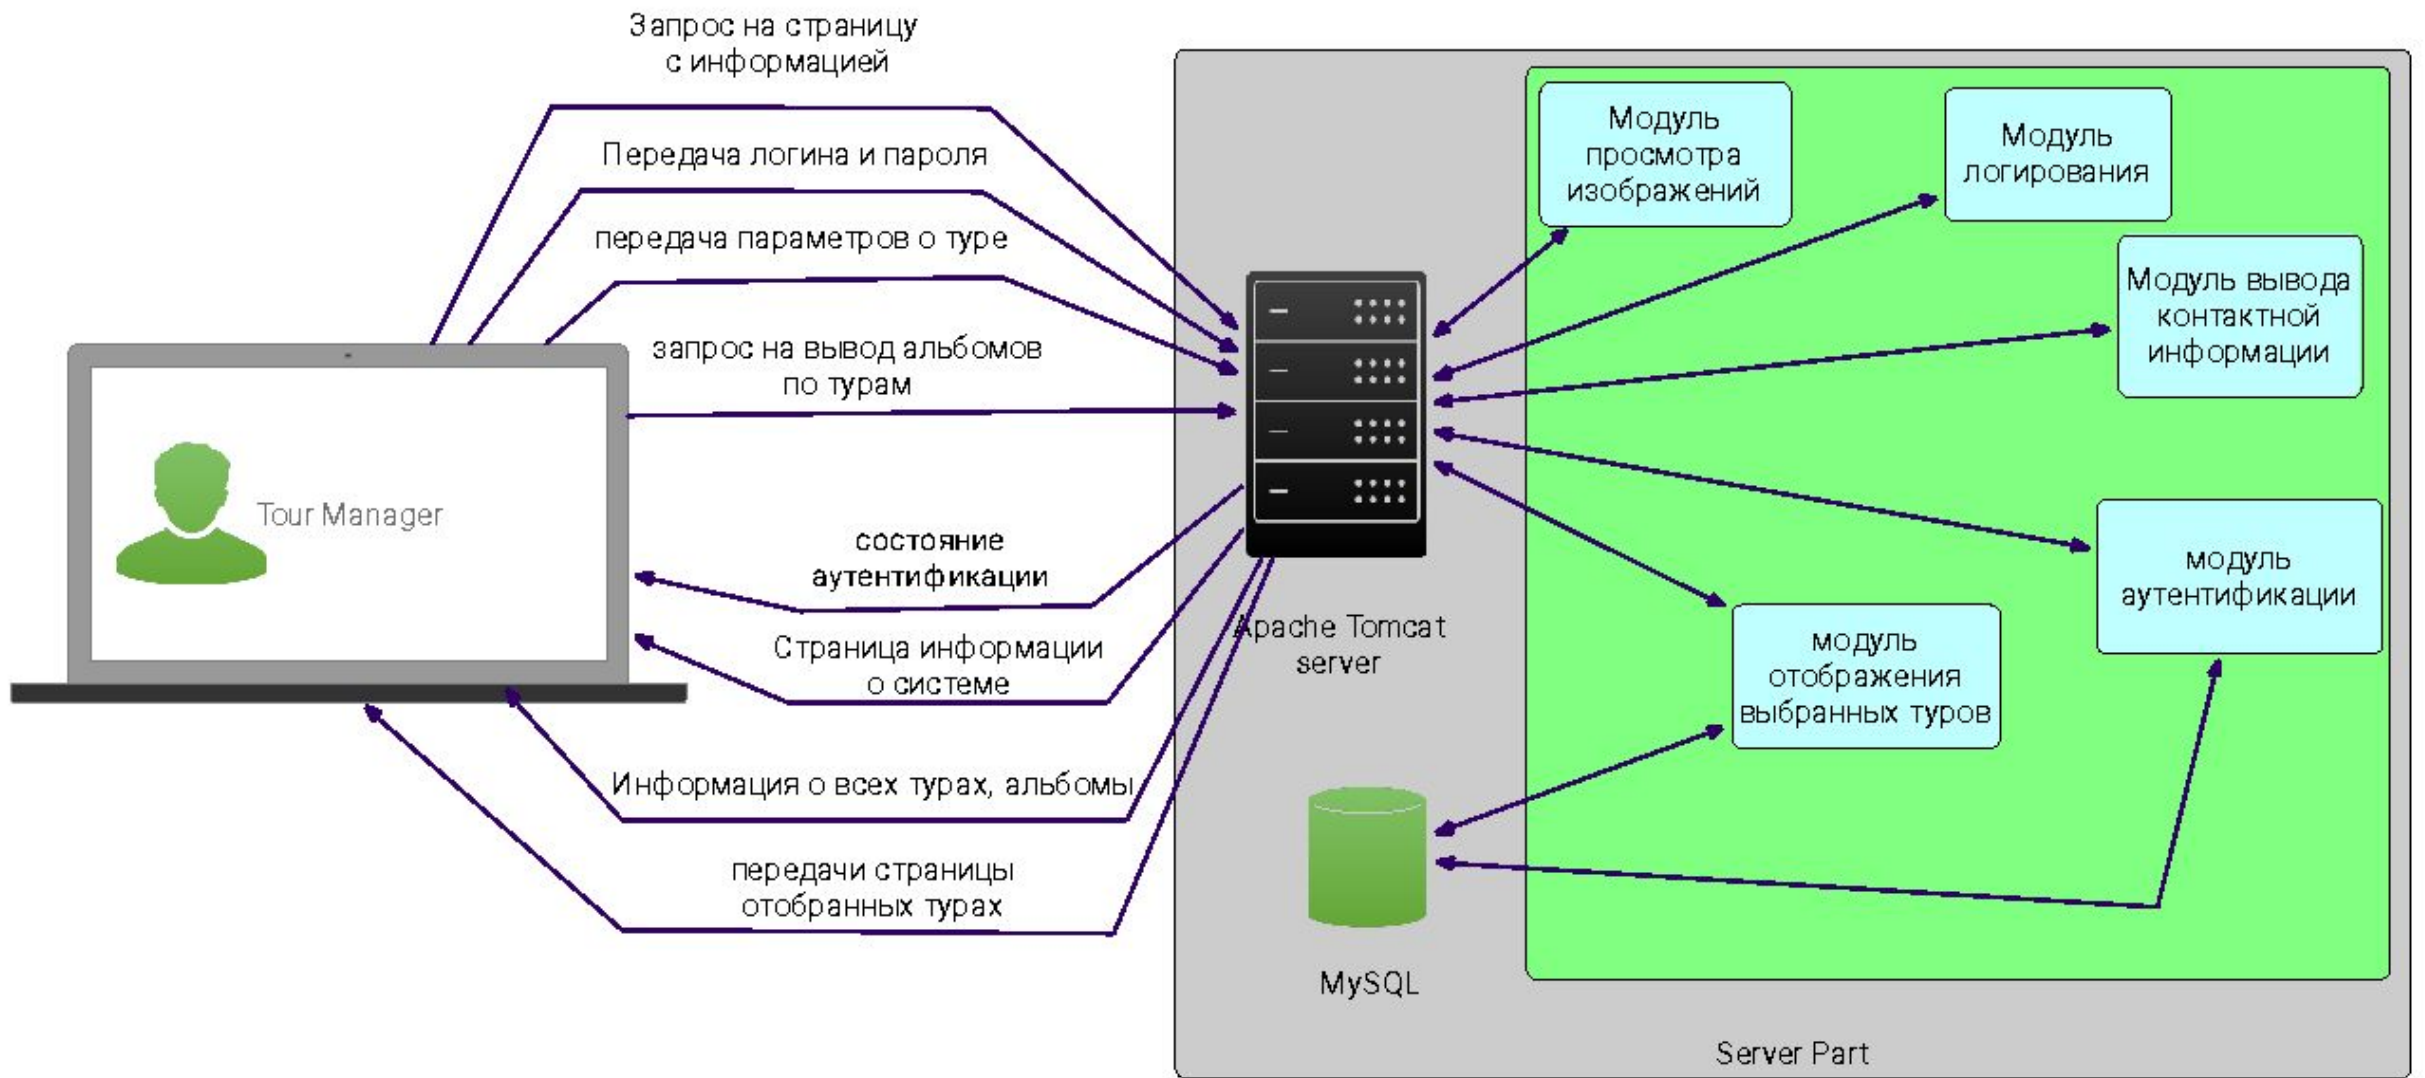 Запрос на страницу
с информацией
Передача логина и пароля
передача параметров о туре
запрос на вывод альбомов
по турам
Tour Manager
состояние
аутентификации
Страница информации
о системе
Информация о всех турах, альбомы
передачи страницы
отобранных турах
Apache Tomcat
server
MySQL
Модуль
просмотра
изображений
Модуль
логирования
Модуль вывода
контактной
информации
модуль
аутентификации
модуль
отображения
выбранных туров
Server Part